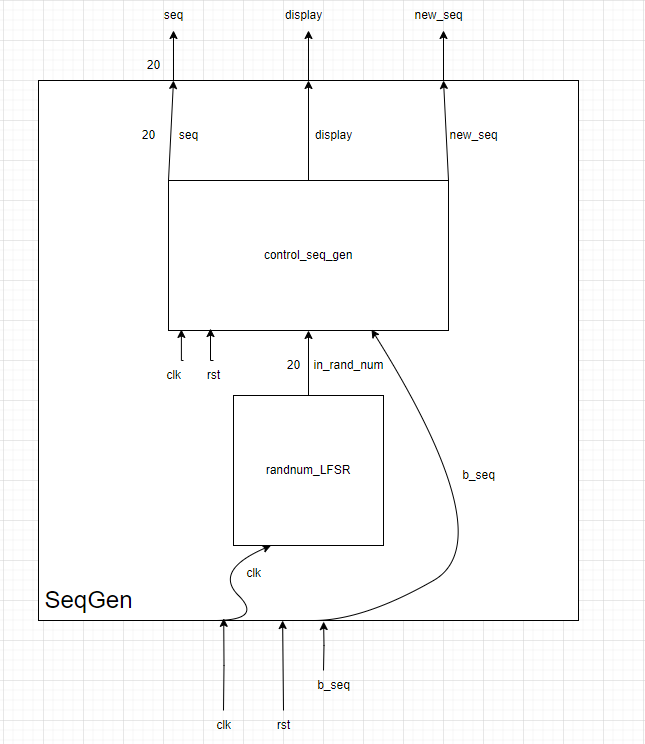 seq display new_seq
20
20 seq display new_seq
control_seq_gen
clk rst
20 in_rand_num
randnum_LFSR
b_seq
clk
SeqGen
b_seq
clk rst